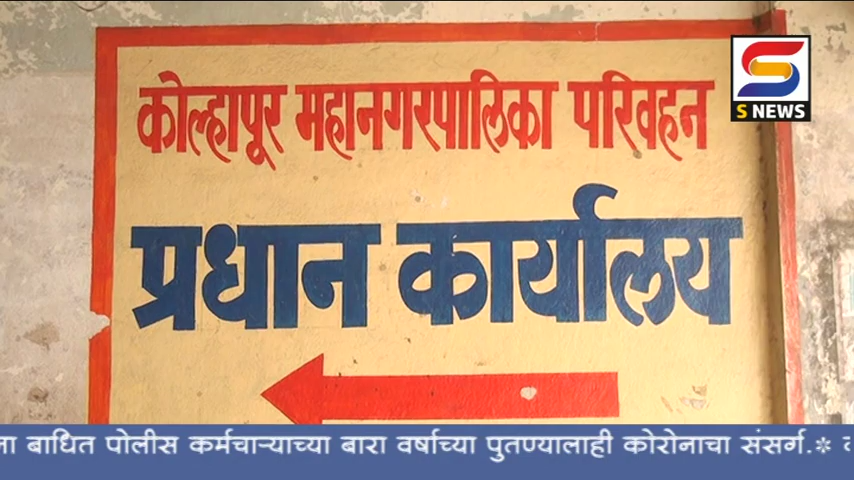 कोल्हापूर महानगरपालिका परिवहन
S NEWS
प्रधान कार्यालय
बाधित पोलीस कर्मचाऱ्याच्या बारा वर्षाच्या पुतण्यालाही कोरोनाचा संसर्ग.